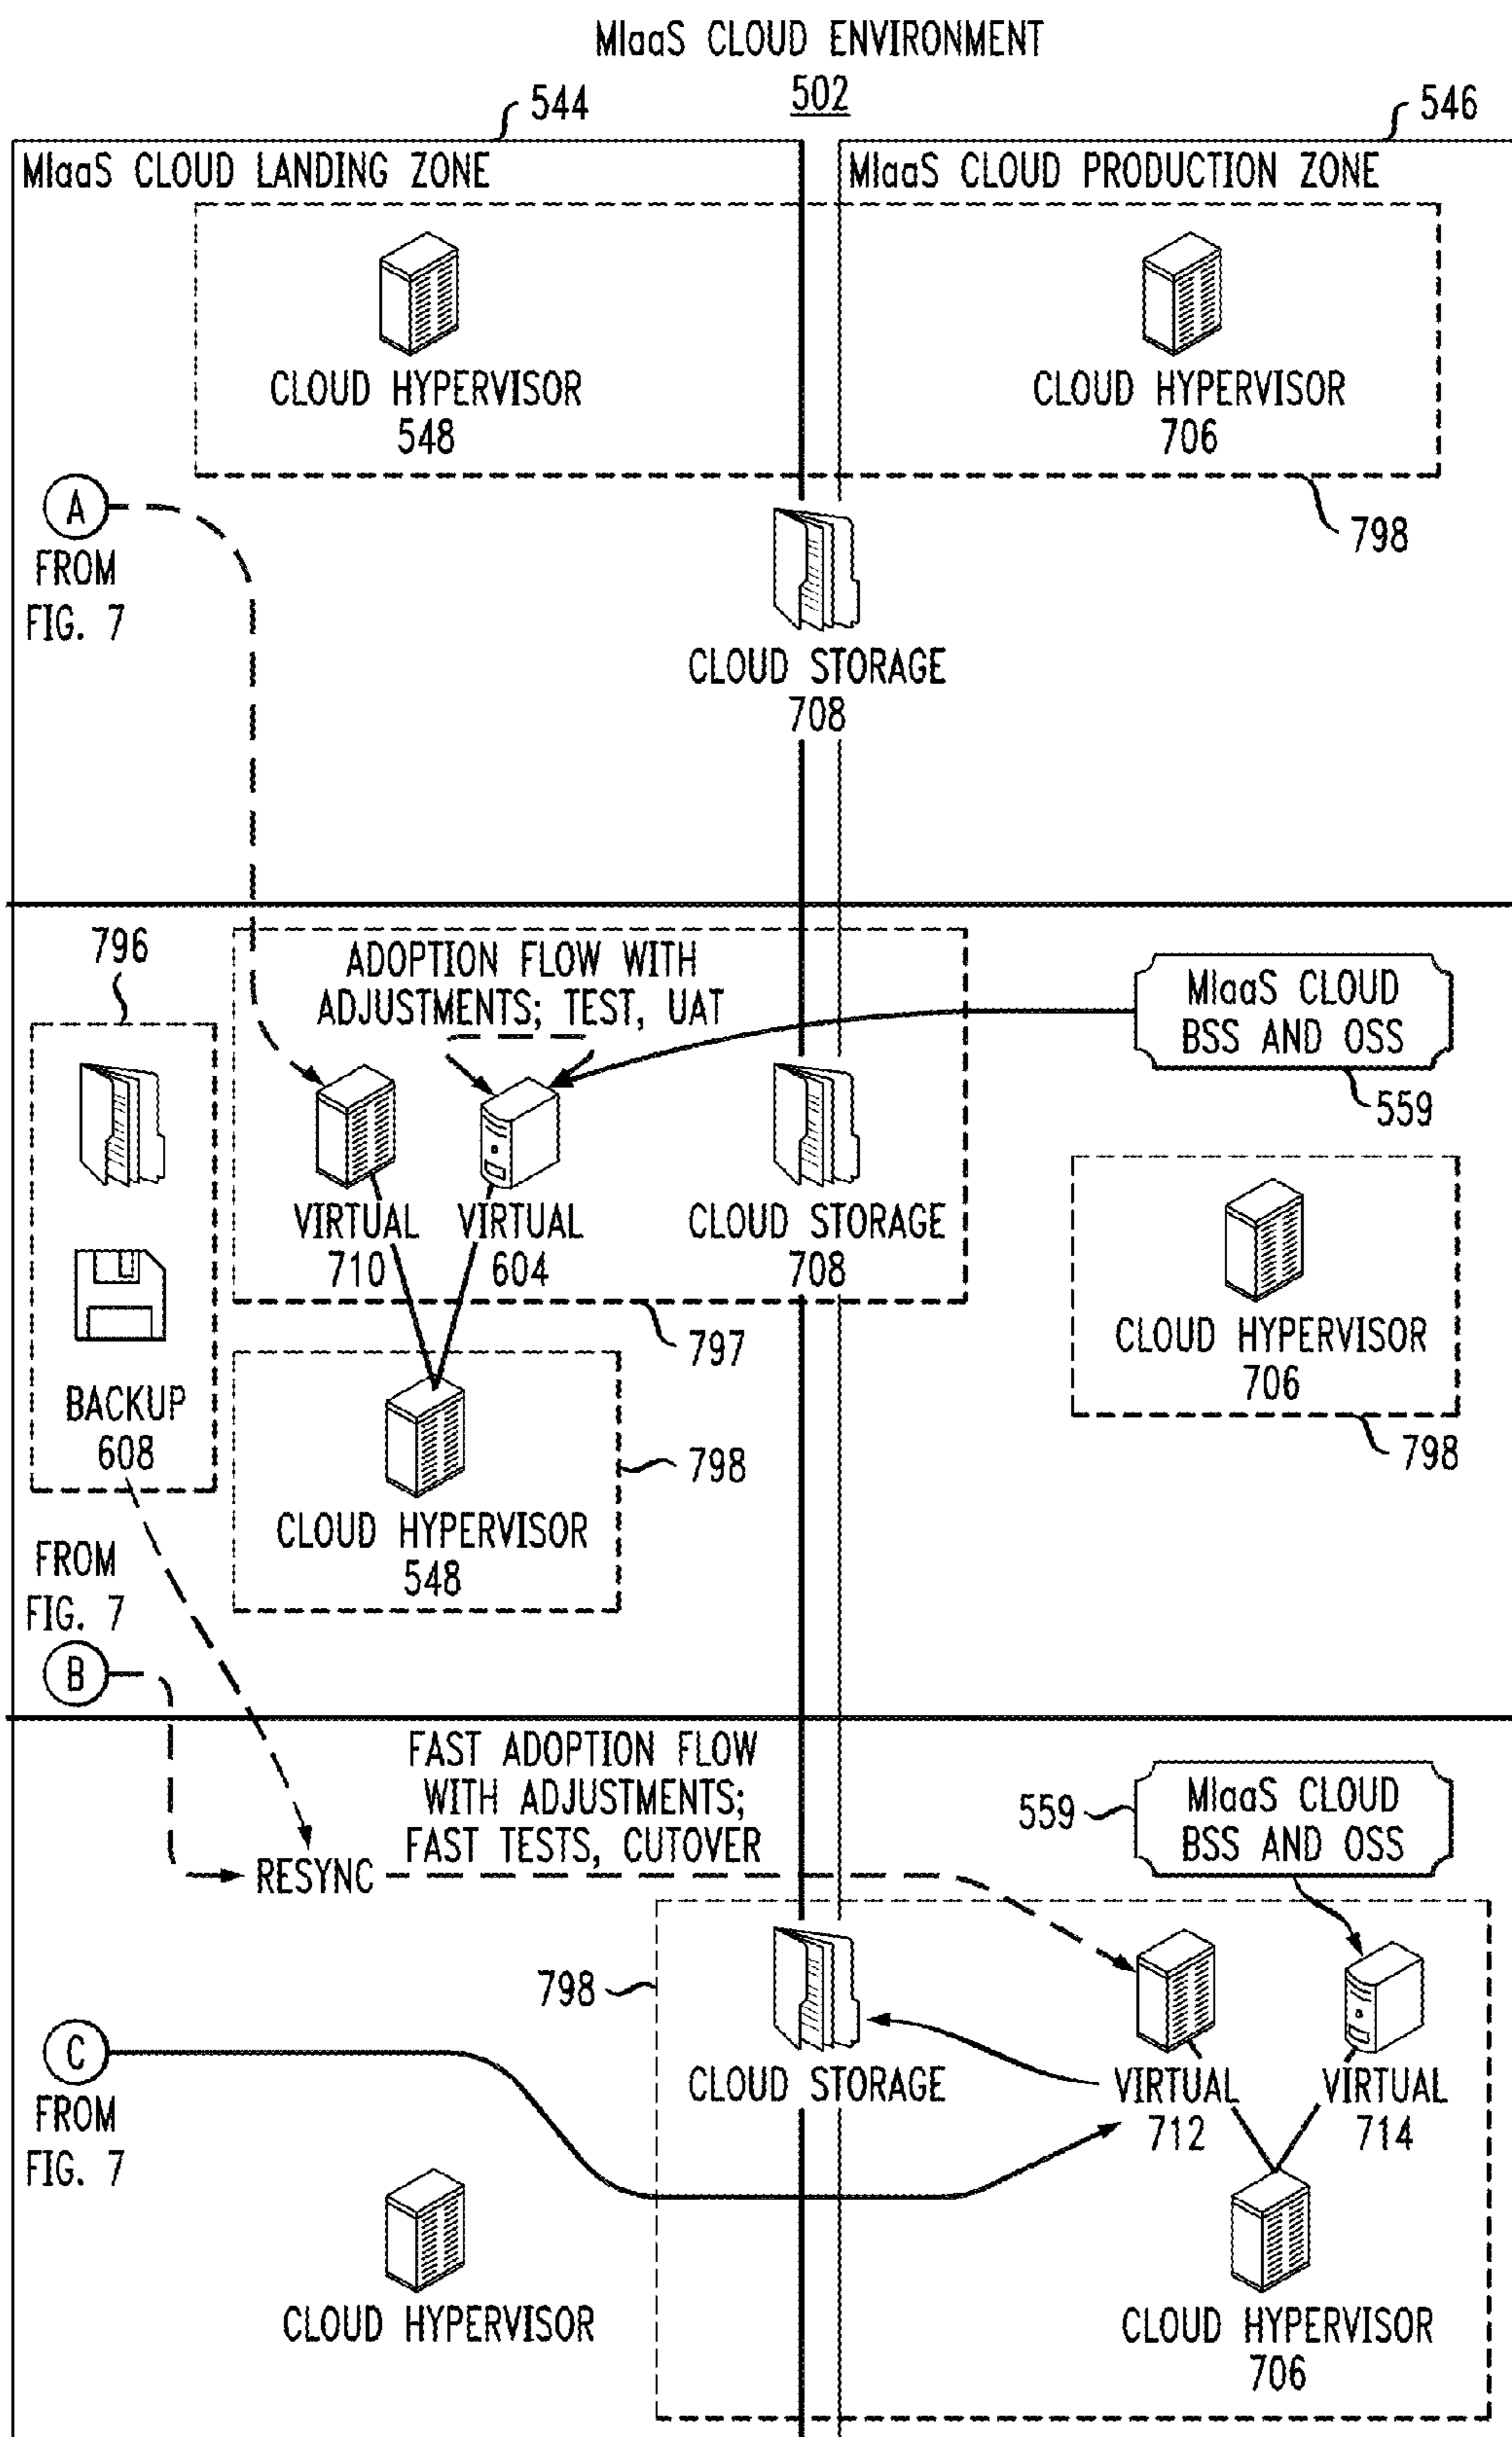 MIaaS CLOUD ENVIRONMENT
502
544
546
MIaaS CLOUD LANDING ZONE
MIaaS CLOUD PRODUCTION ZONE
CLOUD HYPERVISOR
548
CLOUD HYPERVISOR
706
798
A
FROM
FIG. 7
CLOUD STORAGE
708
796
ADOPTION FLOW WITH
ADJUSTMENTS; TEST, UAT
MIaaS CLOUD
BSS AND OSS
559
VIRTUAL
710
VIRTUAL
604
CLOUD STORAGE
708
797
CLOUD HYPERVISOR
706
798
BACKUP
608
798
CLOUD HYPERVISOR
548
FROM
FIG. 7
B
FAST ADOPTION FLOW
WITH ADJUSTMENTS;
FAST TESTS, CUTOVER
559
MIaaS CLOUD
BSS AND OSS
RESYNC
798
C
FROM
FIG. 7
CLOUD STORAGE
VIRTUAL
712
VIRTUAL
714
CLOUD HYPERVISOR
CLOUD HYPERVISOR
706